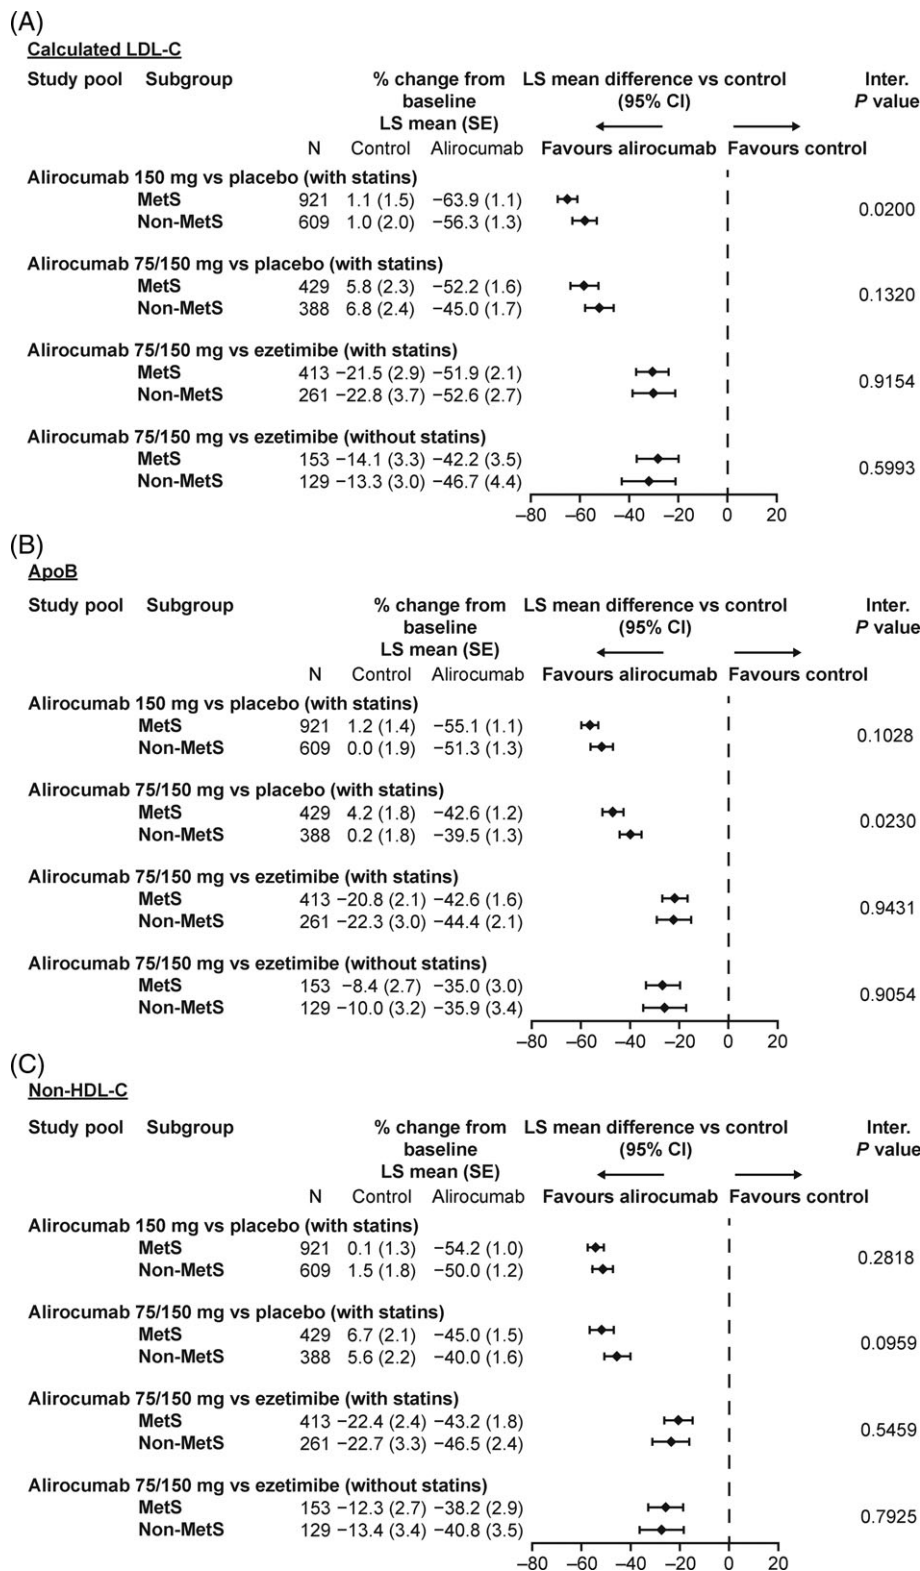 (A)
Calculated LDL-C
Study pool Subgroup % change from LS mean difference vs control Inter.
baseline (95% CI) P value
LS mean (SE)
N Control Alirocumab Favours alirocumab Favours control
Alirocumab 150 mg vs placebo (with statins)
MetS 921 1.1 (1.5) −63.9 (1.1)
0.0200
Non-MetS 609 1.0 (2.0) −56.3 (1.3)
Alirocumab 75/150 mg vs placebo (with statins)
MetS 429 5.8 (2.3) −52.2 (1.6)
0.1320
Non-MetS 388 6.8 (2.4) −45.0 (1.7)
Alirocumab 75/150 mg vs ezetimibe (with statins)
MetS 413 −21.5 (2.9) −51.9 (2.1)
0.9154
Non-MetS 261 −22.8 (3.7) −52.6 (2.7)
Alirocumab 75/150 mg vs ezetimibe (without statins)
MetS 153 −14.1 (3.3) −42.2 (3.5)
0.5993
Non-MetS 129 −13.3 (3.0) −46.7 (4.4)
−80 −60 −40 −20 0 20
(B)
ApoB
Study pool Subgroup % change from LS mean difference vs control Inter.
baseline (95% CI) P value
LS mean (SE)
N Control Alirocumab Favours alirocumab Favours control
Alirocumab 150 mg vs placebo (with statins)
MetS 921 1.2 (1.4) −55.1 (1.1)
0.1028
Non-MetS 609 0.0 (1.9) −51.3 (1.3)
Alirocumab 75/150 mg vs placebo (with statins)
MetS 429 4.2 (1.8) −42.6 (1.2)
0.0230
Non-MetS 388 0.2 (1.8) −39.5 (1.3)
Alirocumab 75/150 mg vs ezetimibe (with statins)
MetS 413 −20.8 (2.1) −42.6 (1.6)
0.9431
Non-MetS 261 −22.3 (3.0) −44.4 (2.1)
Alirocumab 75/150 mg vs ezetimibe (without statins)
MetS 153 −8.4 (2.7) −35.0 (3.0)
0.9054
Non-MetS 129 −10.0 (3.2) −35.9 (3.4)
−80 −60 −40 −20 0 20
(C)
Non-HDL-C
Study pool Subgroup % change from LS mean difference vs control Inter.
baseline (95% CI) P value
LS mean (SE)
N Control Alirocumab Favours alirocumab Favours control
Alirocumab 150 mg vs placebo (with statins)
MetS 921 0.1 (1.3) −54.2 (1.0)
0.2818
Non-MetS 609 1.5 (1.8) −50.0 (1.2)
Alirocumab 75/150 mg vs placebo (with statins)
MetS 429 6.7 (2.1) −45.0 (1.5)
0.0959
Non-MetS 388 5.6 (2.2) −40.0 (1.6)
Alirocumab 75/150 mg vs ezetimibe (with statins)
MetS 413 −22.4 (2.4) −43.2 (1.8)
0.5459
Non-MetS 261 −22.7 (3.3) −46.5 (2.4)
Alirocumab 75/150 mg vs ezetimibe (without statins)
MetS 153 −12.3 (2.7) −38.2 (2.9)
0.7925
Non-MetS 129 −13.4 (3.4) −40.8 (3.5)
−80 −60 −40 −20 0 20